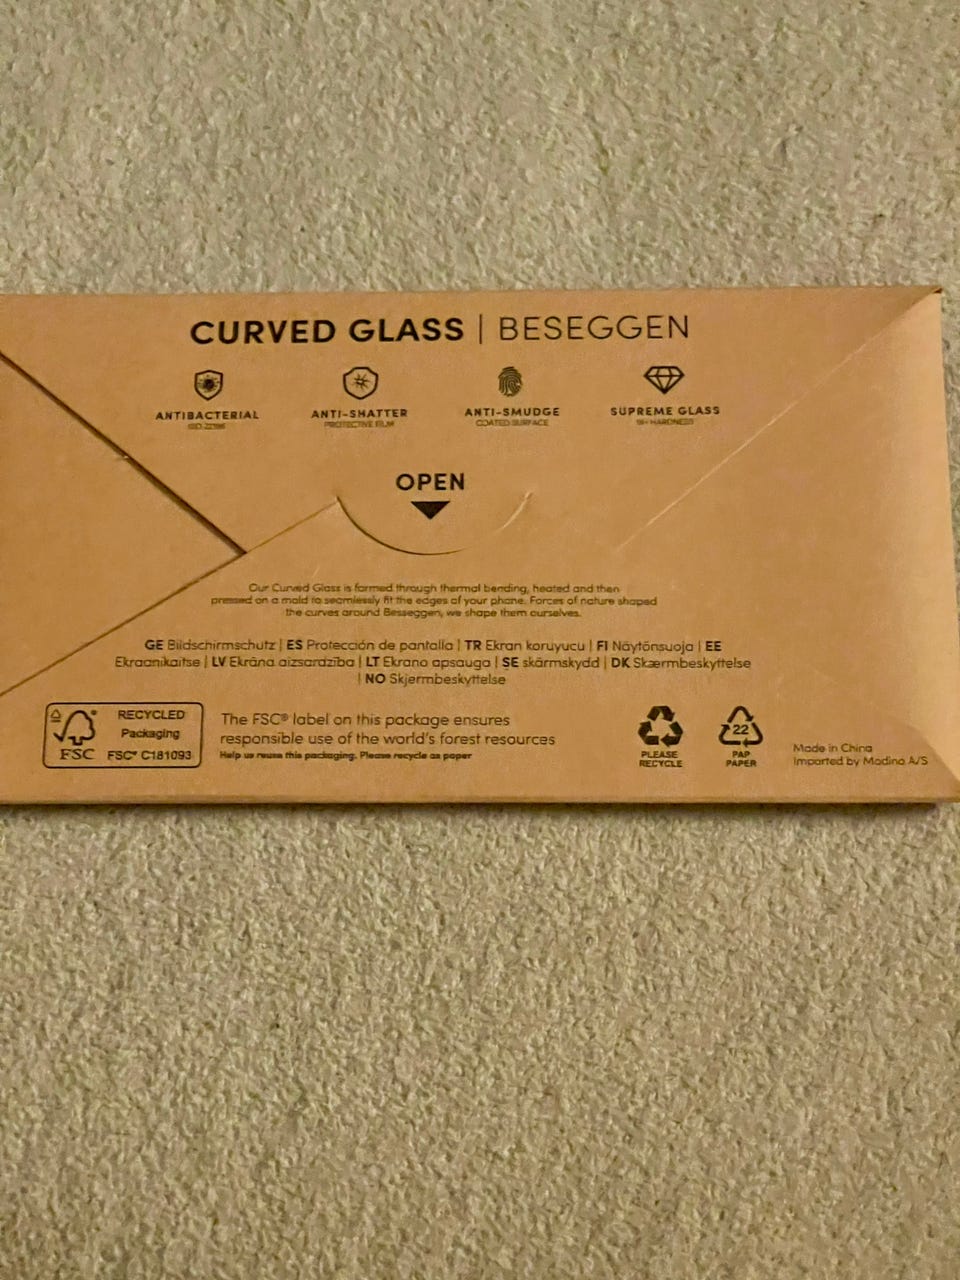 CURVED GLASS | BESEGGEN
ANTIBACTERIAL
ISO 22196
ANTI-SHATTER
PROTECTIVE FILM
ANTI-SMUDGE
COATED SURFACE
SUPREME GLASS
9H HARDNESS
OPEN
Our Curved Glass is formed through thermal bending, heated and then
pressed on a mold to seamlessly fit the edges of your phone. Forces of nature shaped
the curves around Besseggen, we shape them ourselves.
GE Bildschirmschutz | ES Protección de pantalla | TR Ekran koruyucu | FI Näytönsuoja | EE
Ekraanikaitse | LV Ekrāna aizsardzība | LT Ekrano apsauga | SE skärmskydd | DK Skærmbeskyttelse
| NO Skjermbeskyttelse
FSC
RECYCLED
Packaging
FSC® C181093
The FSC® label on this package ensures
responsible use of the world's forest resources
Help us reuse this packaging. Please recycle as paper
PLEASE
RECYCLE
22
PAP
PAPER
Made in China
Imported by Modino A/S